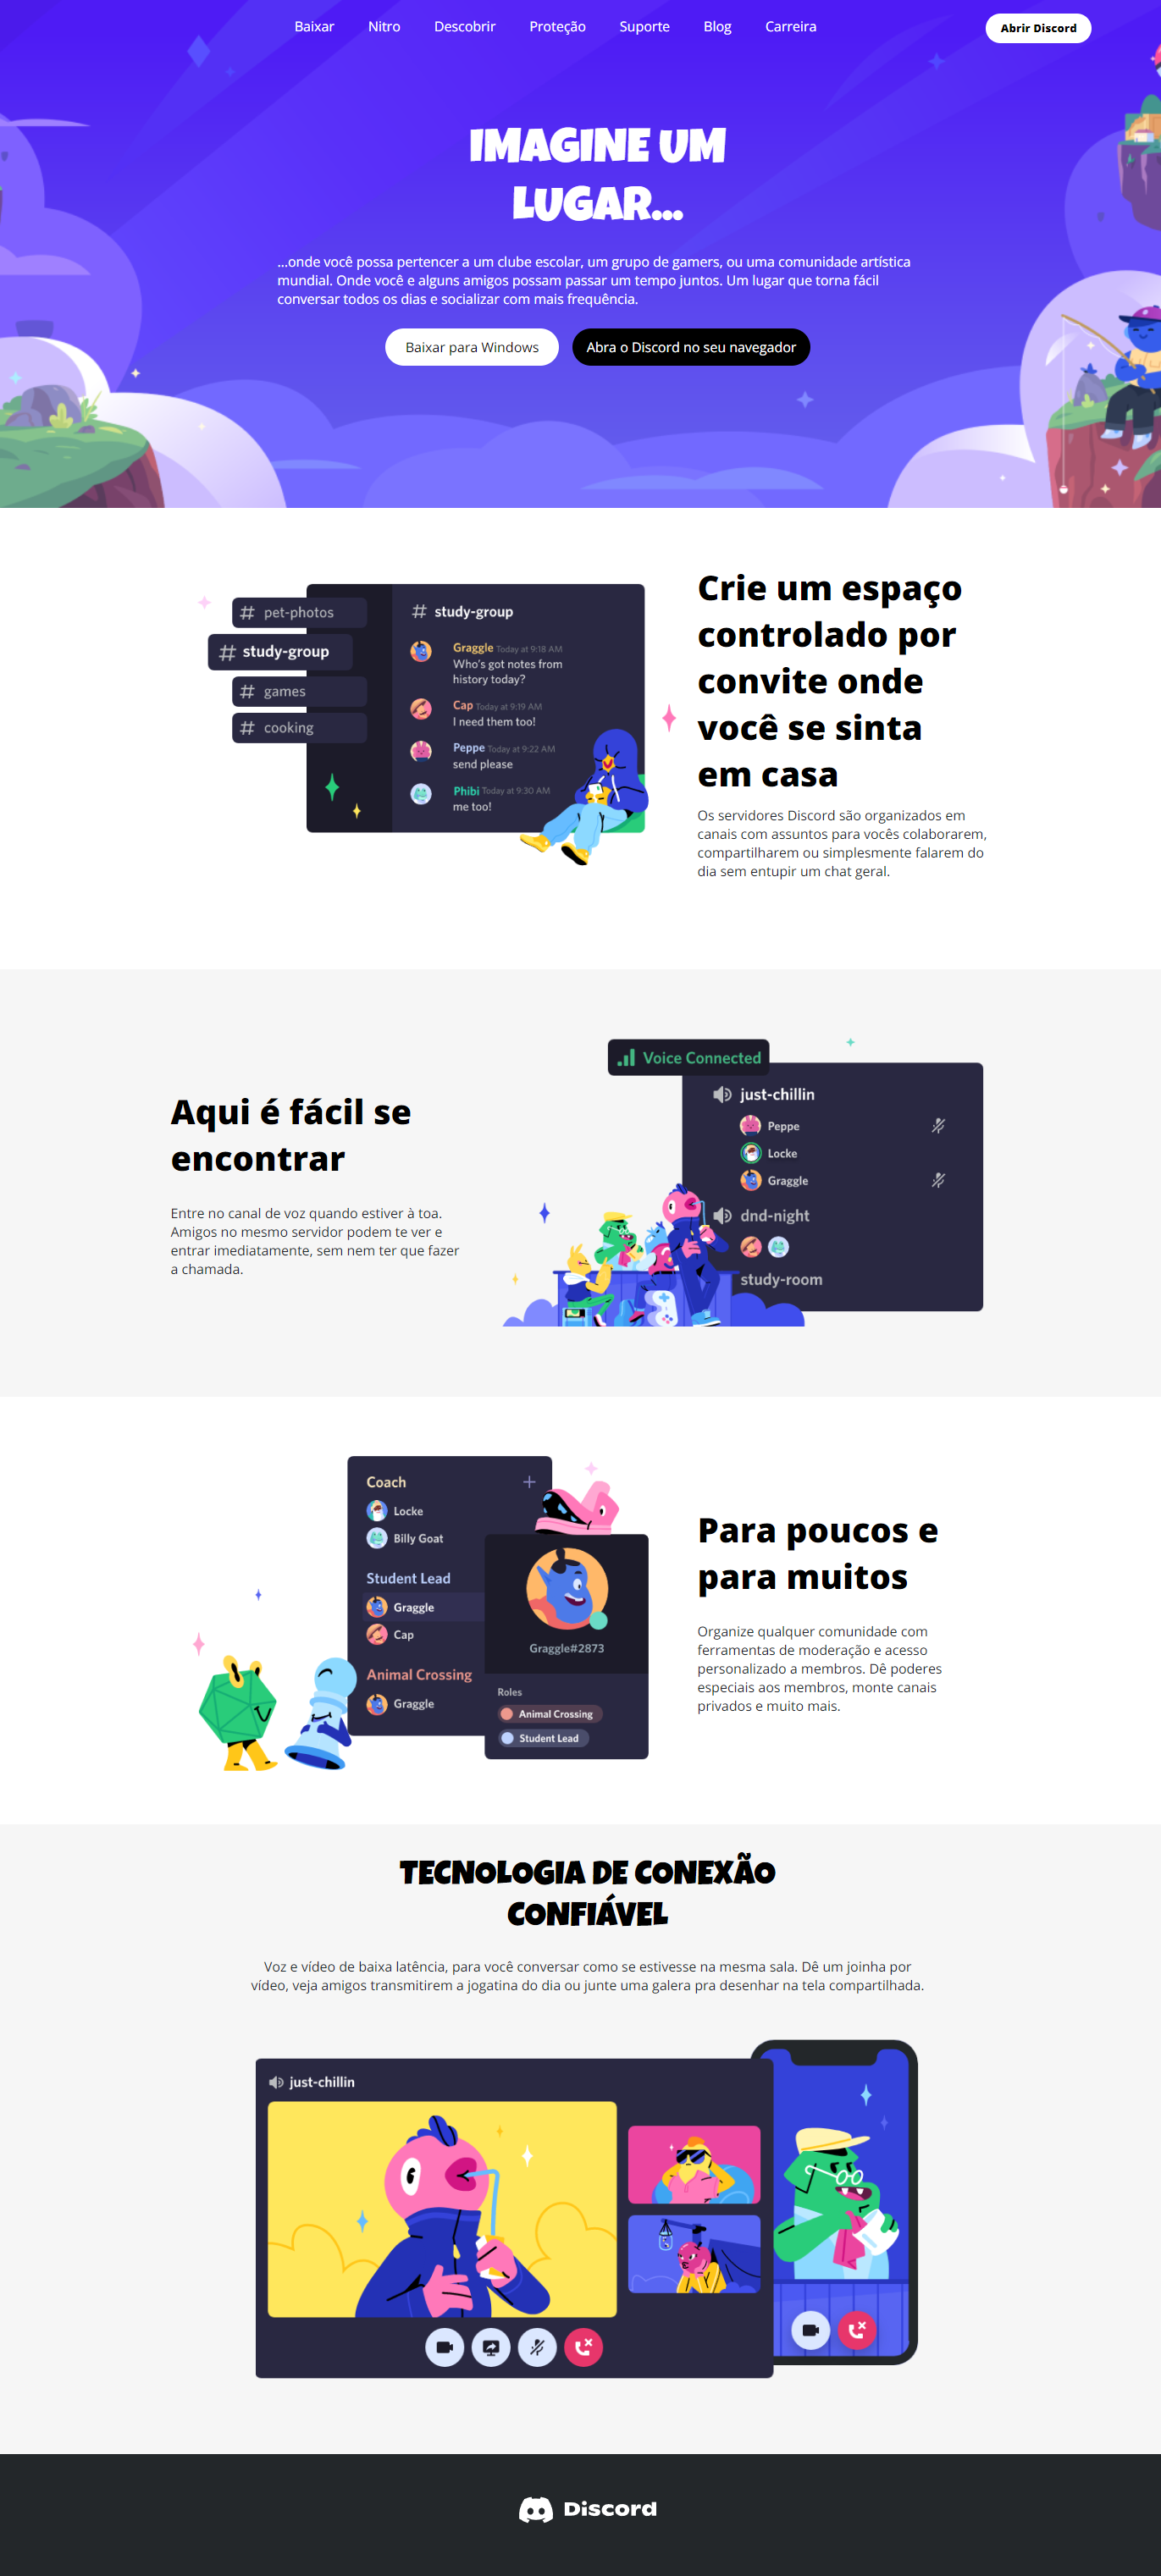 Baixar Nitro Descobrir Proteção Suporte Blog Carreira Abrir Discord
IMAGINE UM
LUGAR...
...onde você possa pertencer a um clube escolar, um grupo de gamers, ou uma comunidade artística
mundial. Onde você e alguns amigos possam passar um tempo juntos. Um lugar que torna fácil
conversar todos os dias e socializar com mais frequência.
Baixar para Windows Abra o Discord no seu navegador
# pet-photos
# study-group
# games
# cooking
# study-group
Graggle Today at 9:18 AM
Who's got notes from
history today?
Cap Today at 9:19 AM
I need them too!
Peppe Today at 9:22 AM
send please
Phibi Today at 9:30 AM
me too!
Crie um espaço
controlado por
convite onde
você se sinta
em casa
Os servidores Discord são organizados em
canais com assuntos para vocês colaborarem,
compartilharem ou simplesmente falarem do
dia sem entupir um chat geral.
Aqui é fácil se
encontrar
Entre no canal de voz quando estiver à toa.
Amigos no mesmo servidor podem te ver e
entrar imediatamente, sem nem ter que fazer
a chamada.
Voice Connected
just-chillin
Peppe
Locke
Graggle
dnd-night
study-room
Coach
Locke
Billy Goat
Student Lead
Graggle
Cap
Animal Crossing
Graggle
Graggle#2873
Roles
Animal Crossing
Student Lead
Para poucos e
para muitos
Organize qualquer comunidade com
ferramentas de moderação e acesso
personalizado a membros. Dê poderes
especiais aos membros, monte canais
privados e muito mais.
TECNOLOGIA DE CONEXÃO
CONFIÁVEL
Voz e vídeo de baixa latência, para você conversar como se estivesse na mesma sala. Dê um joinha por
vídeo, veja amigos transmitirem a jogatina do dia ou junte uma galera pra desenhar na tela compartilhada.
just-chillin
Discord